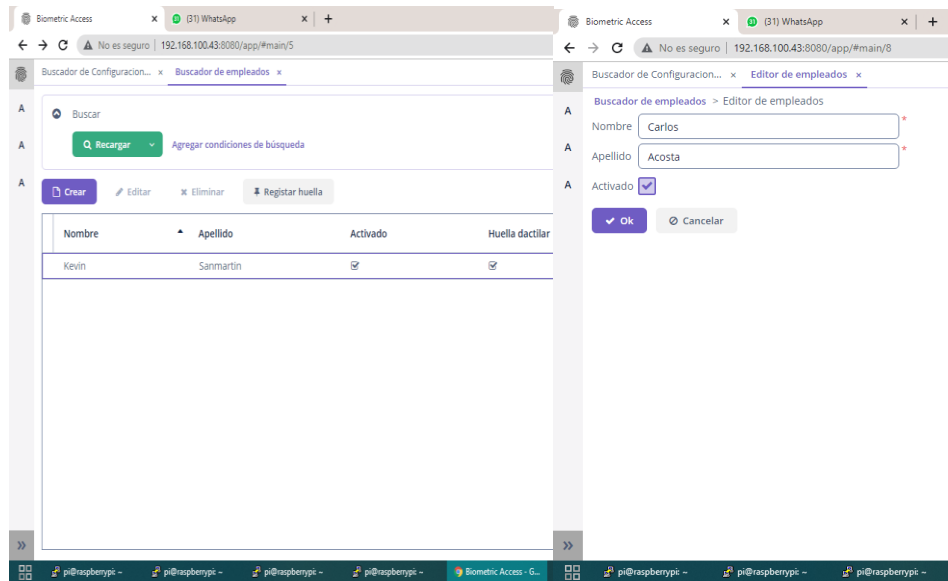 Biometric Access x (31) WhatsApp x +
No es seguro 192.168.100.43:8080/app/#main/5
Buscador de Configuracion... x Buscador de empleados x
A
Buscar
A
Recargar Agregar condiciones de búsqueda
A
Crear Editar Eliminar Registar huella
Nombre Apellido Activado Huella dactilar
Kevin Sanmartin
pi@raspberrypi: ~ pi@raspberrypi: ~ pi@raspberrypi: ~ pi@raspberrypi: ~ Biometric Access - G...
Biometric Access x (31) WhatsApp x +
No es seguro 192.168.100.43:8080/app/#main/8
Buscador de Configuracion... x Editor de empleados x
Buscador de empleados > Editor de empleados
A
Nombre Carlos *
A
Apellido Acosta *
A
Activado
Ok Cancelar
pi@raspberrypi: ~ pi@raspberrypi: ~ pi@raspberrypi: ~